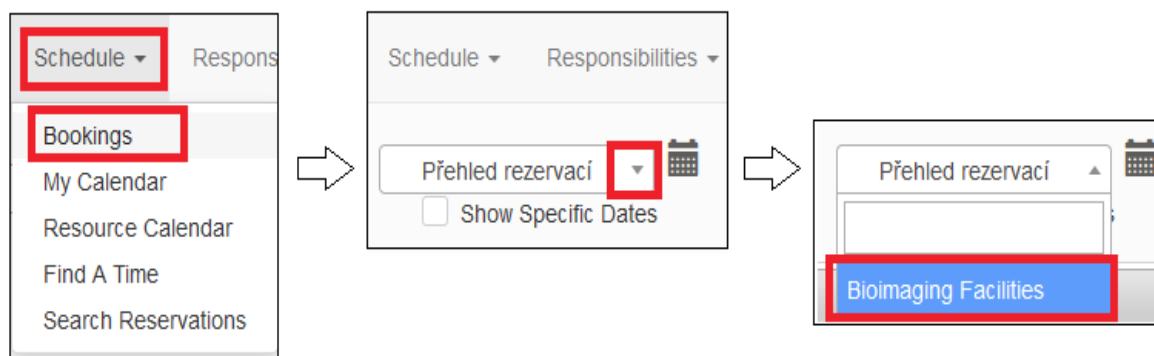 Schedule Respons
Bookings
My Calendar
Resource Calendar
Find A Time
Search Reservations
Schedule Responsibilities
Přehled rezervací
Show Specific Dates
Přehled rezervací
Bioimaging Facilities